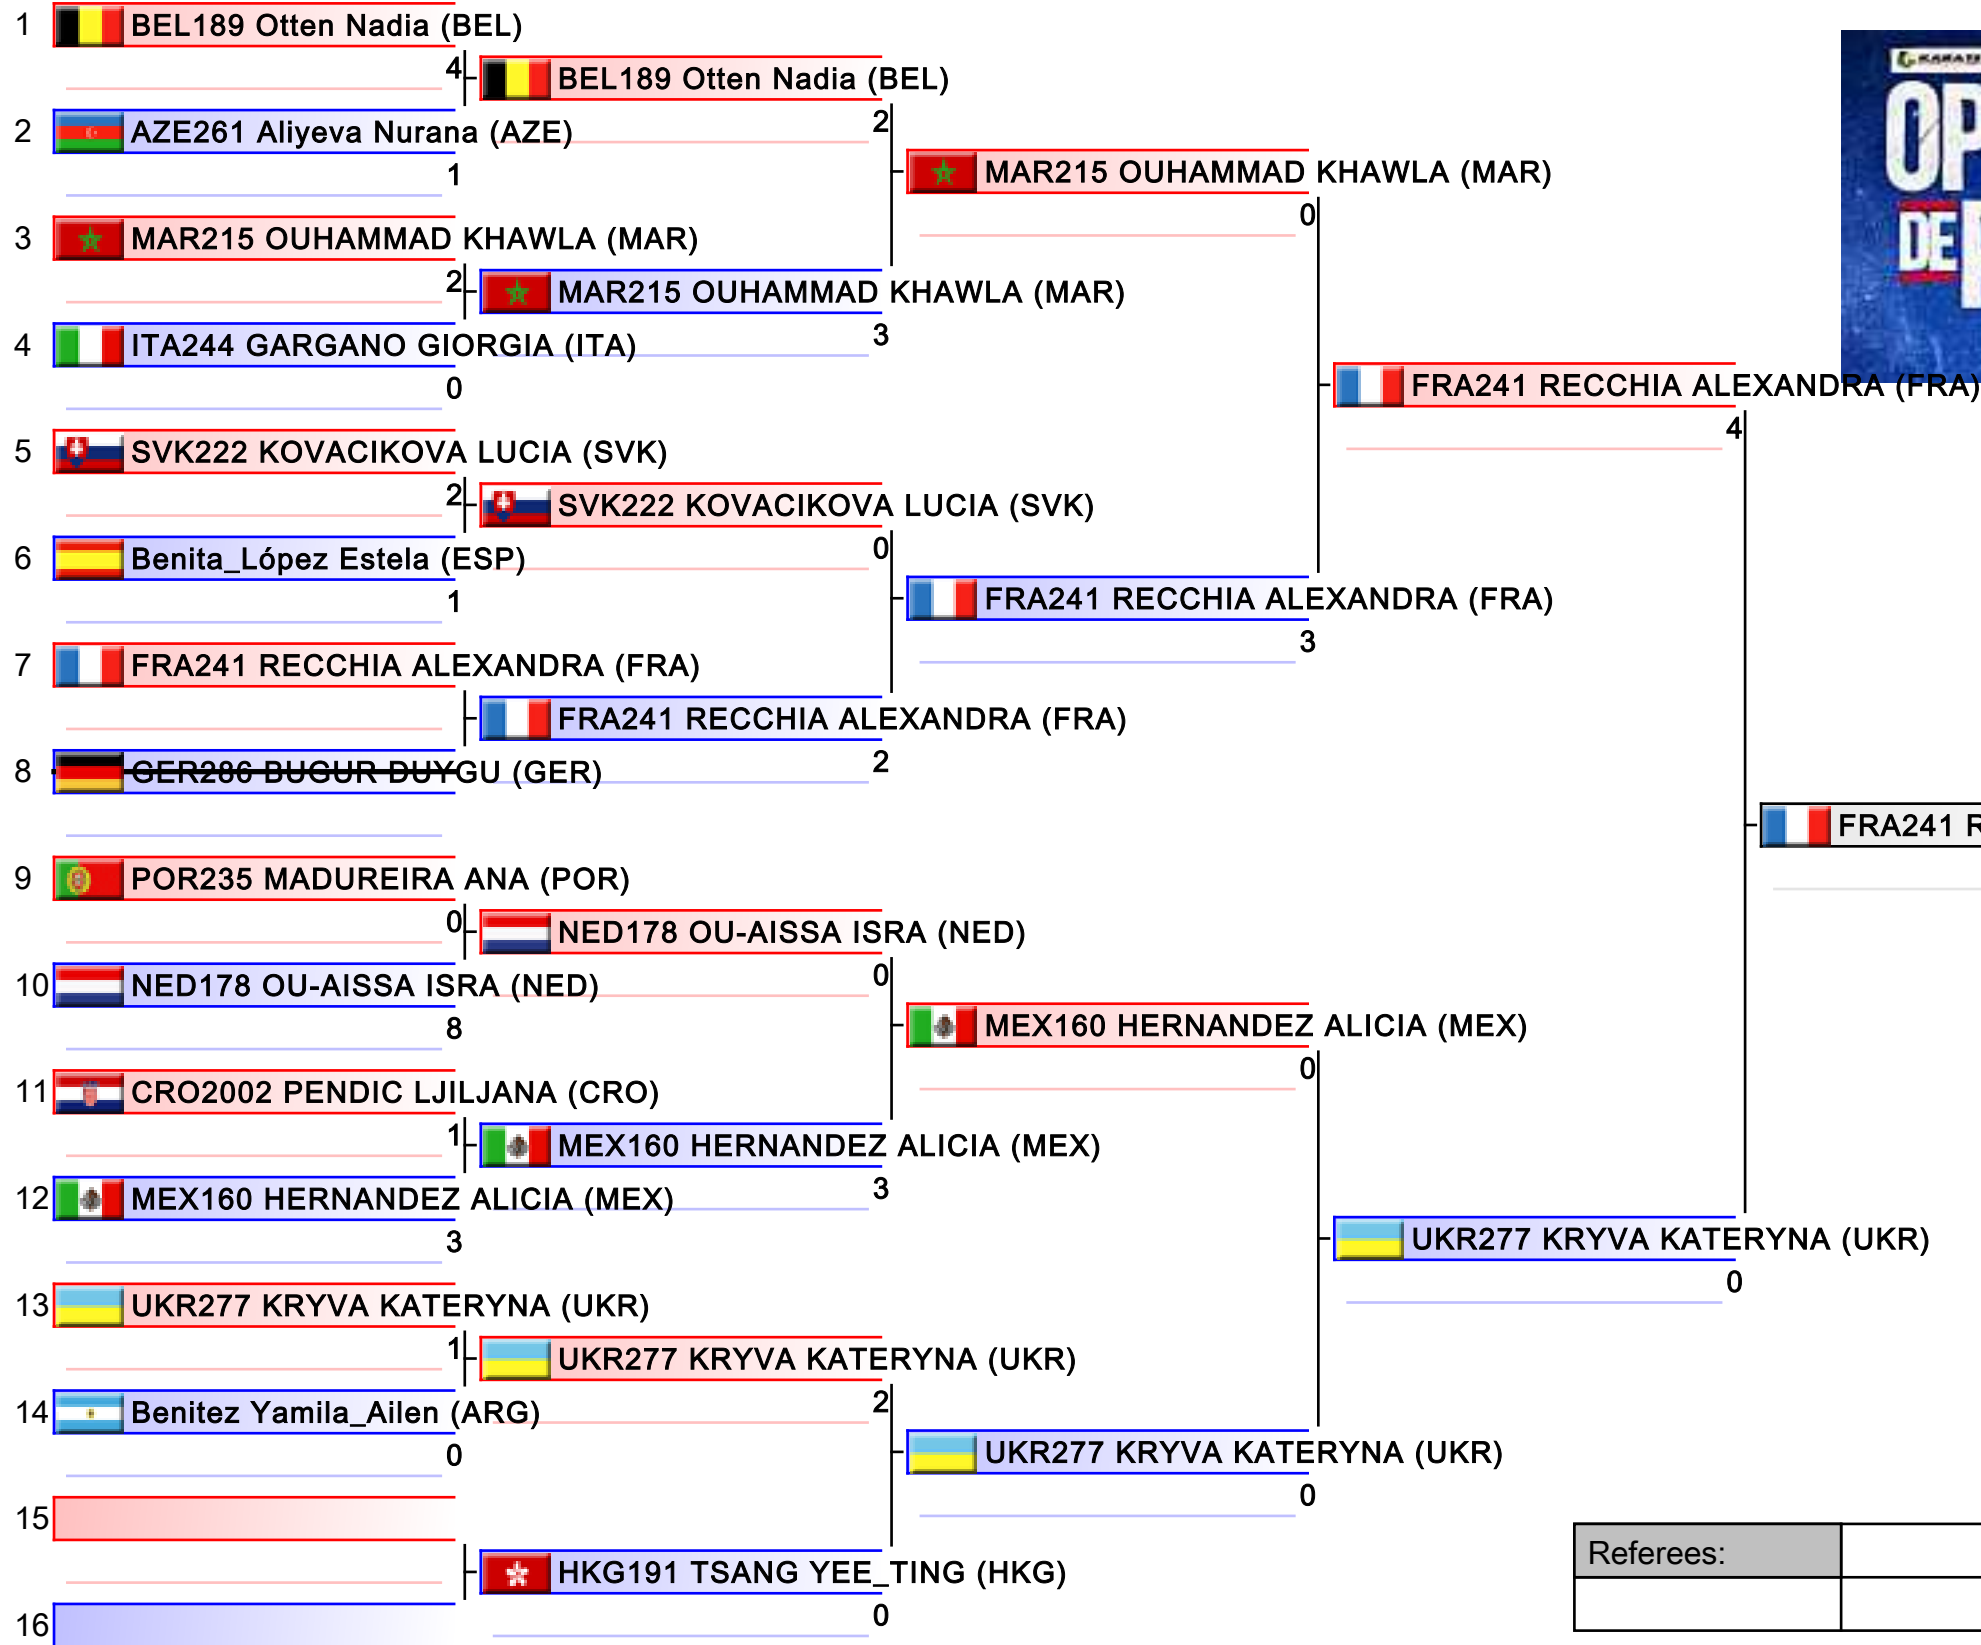 1 BEL189 Otten Nadia (BEL)
4 BEL189 Otten Nadia (BEL)
2 AZE261 Aliyeva Nurana (AZE) 2
1 MAR215 OUHAMMAD KHAWLA (MAR)
3 MAR215 OUHAMMAD KHAWLA (MAR) 0
2 MAR215 OUHAMMAD KHAWLA (MAR)
4 ITA244 GARGANO GIORGIA (ITA) 3
0 FRA241 RECCHIA ALEXANDRA (FRA)
5 SVK222 KOVACIKOVA LUCIA (SVK) 4
2 SVK222 KOVACIKOVA LUCIA (SVK)
6 Benita_López Estela (ESP) 0
1 FRA241 RECCHIA ALEXANDRA (FRA)
7 FRA241 RECCHIA ALEXANDRA (FRA) 3
FRA241 RECCHIA ALEXANDRA (FRA)
8 GER286 BUGUR DUYGU (GER) 2
FRA241 R
9 POR235 MADUREIRA ANA (POR)
0 NED178 OU-AISSA ISRA (NED)
10 NED178 OU-AISSA ISRA (NED) 0
8 MEX160 HERNANDEZ ALICIA (MEX)
11 CRO2002 PENDIC LJILJANA (CRO) 0
1 MEX160 HERNANDEZ ALICIA (MEX)
12 MEX160 HERNANDEZ ALICIA (MEX) 3
3 UKR277 KRYVA KATERYNA (UKR)
13 UKR277 KRYVA KATERYNA (UKR) 0
1 UKR277 KRYVA KATERYNA (UKR)
14 Benitez Yamila_Ailen (ARG) 2
0 UKR277 KRYVA KATERYNA (UKR)
15 0
HKG191 TSANG YEE_TING (HKG)
16 0
OP
DE
Referees: